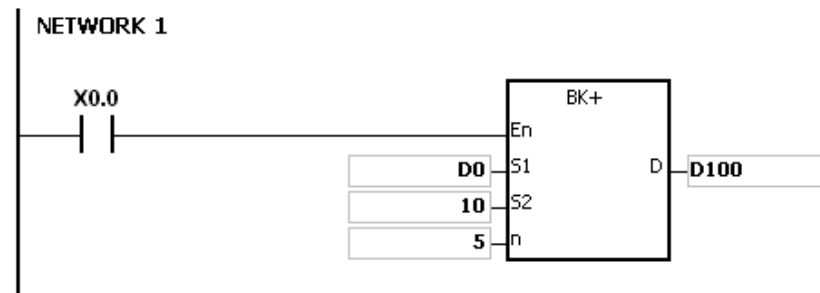 NETWORK 1
X0.0
BK+
En
D0 S1 D D100
10 S2
5 n